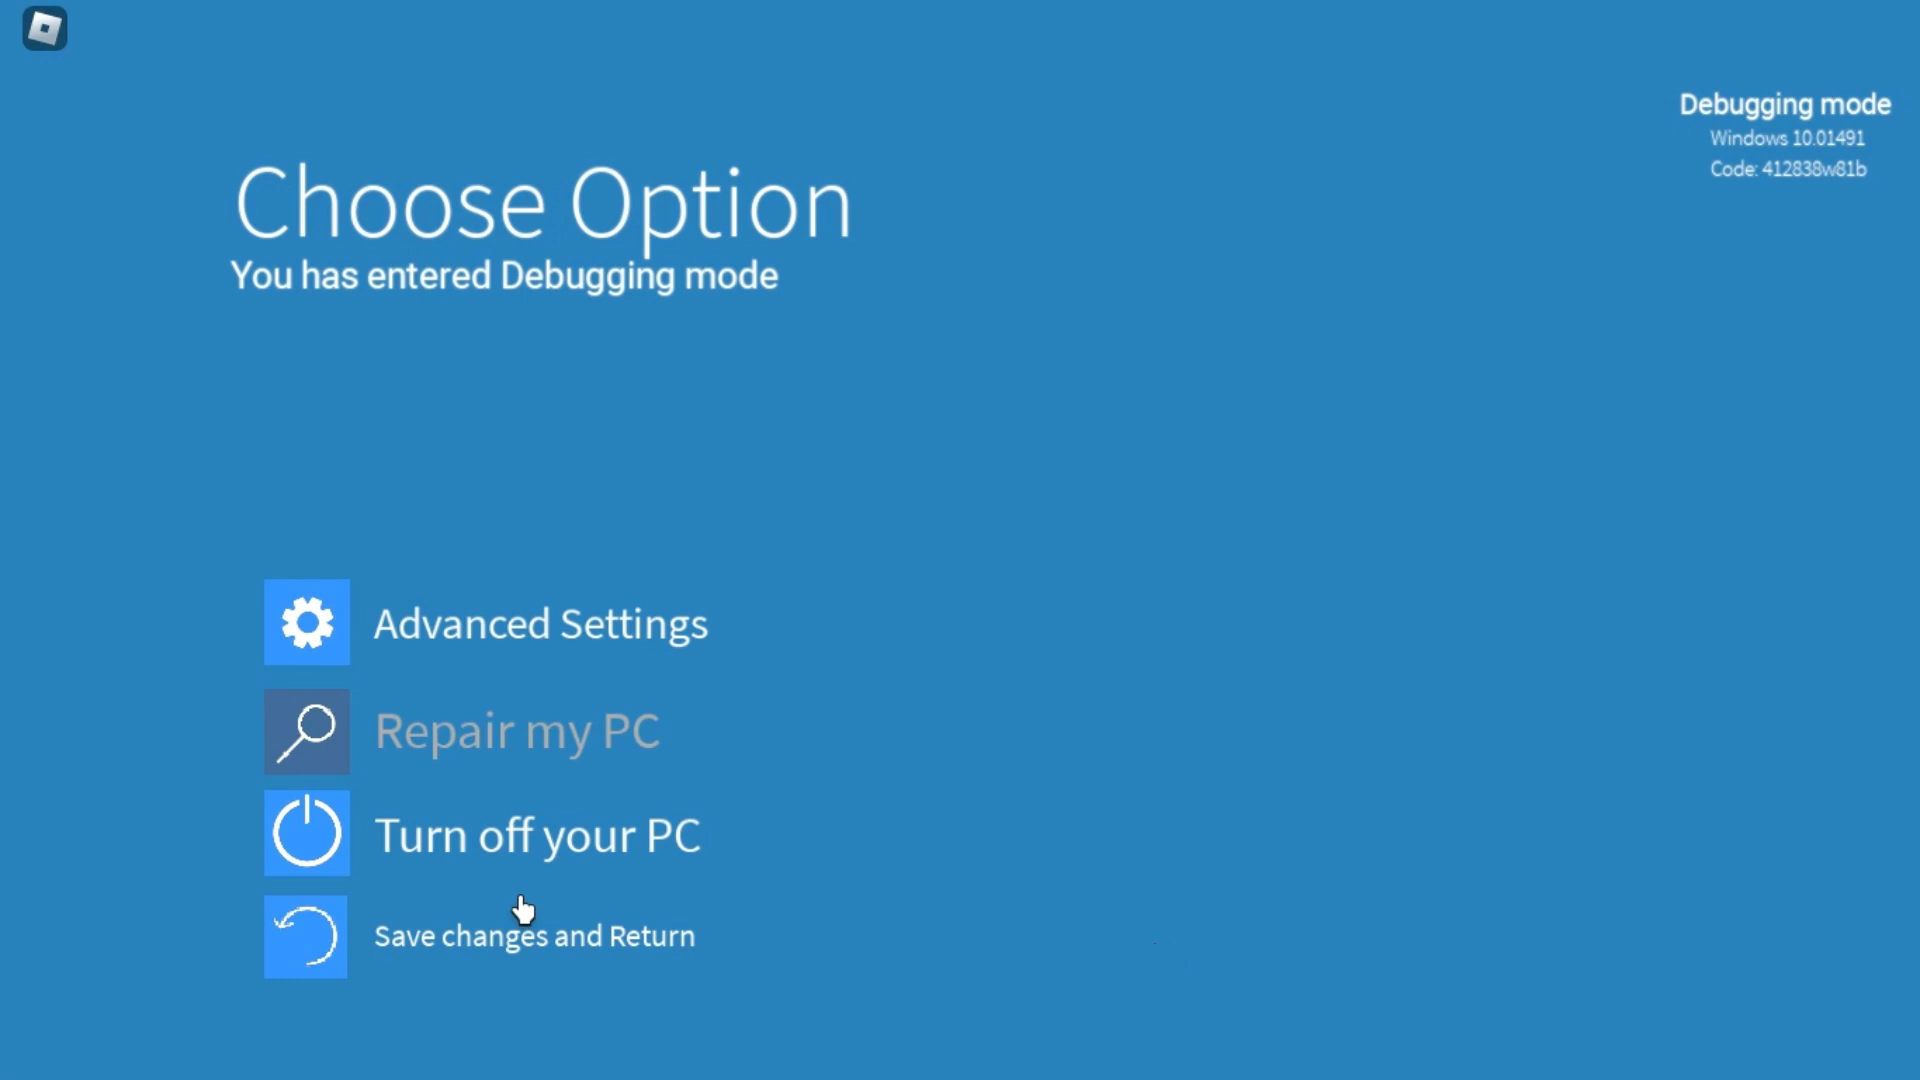 Debugging mode
Windows 10.01491
Code: 412838w81b
Choose Option
You has entered Debugging mode
Advanced Settings
Repair my PC
Turn off your PC
Save changes and Return